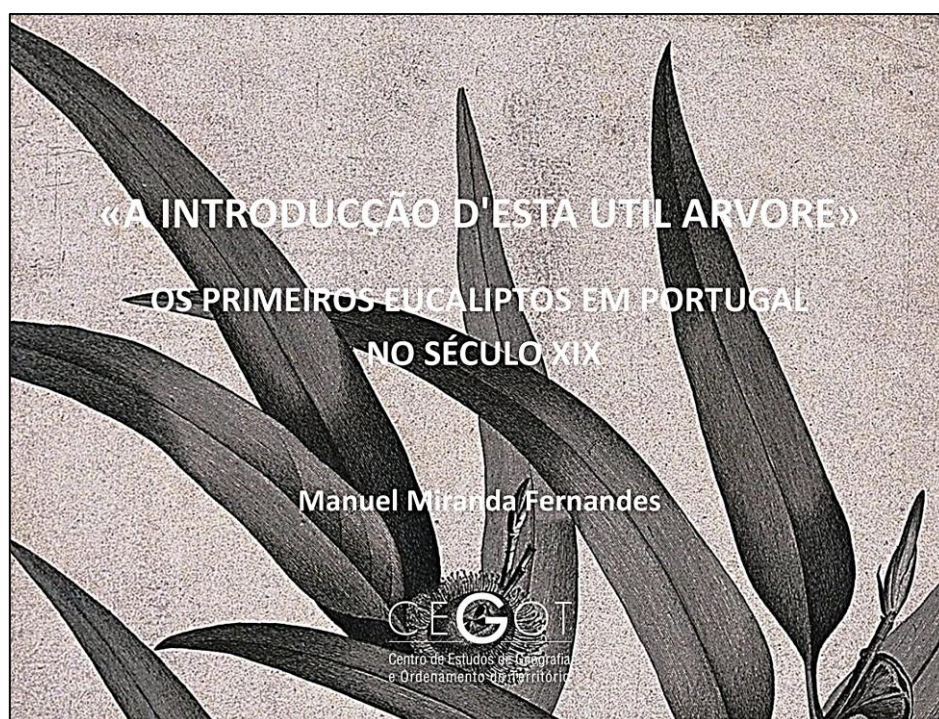 «A INTRODUCÇÃO D'ESTA UTIL ARVORE»
OS PRIMEIROS EUCALIPTOS EM PORTUGAL
NO SÉCULO XIX
Manuel Miranda Fernandes
CEGOT
Centro de Estudos de Geografia
e Ordenamento do Território